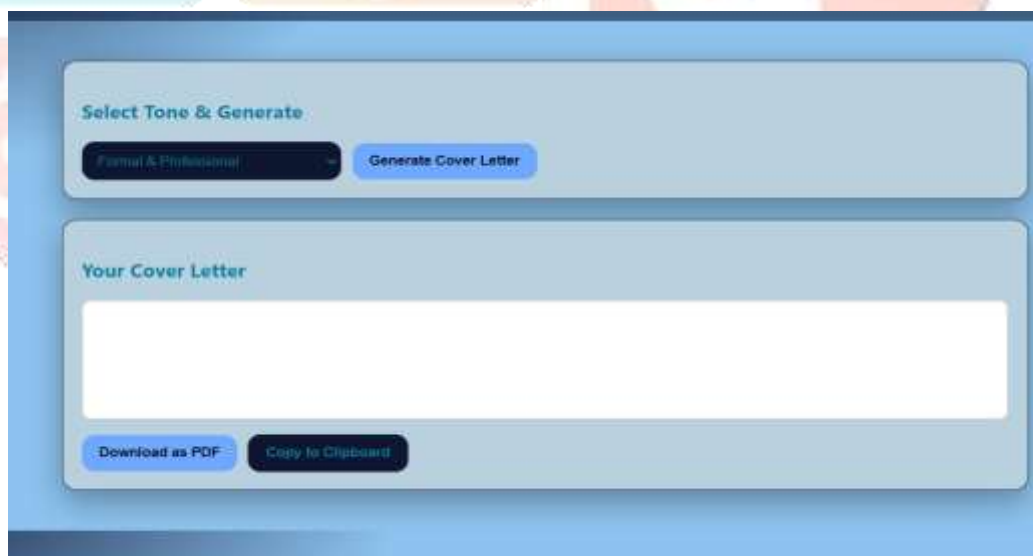 Select Tone & Generate
Formal & Professional
Generate Cover Letter
Your Cover Letter
Download as PDF
Copy to Clipboard